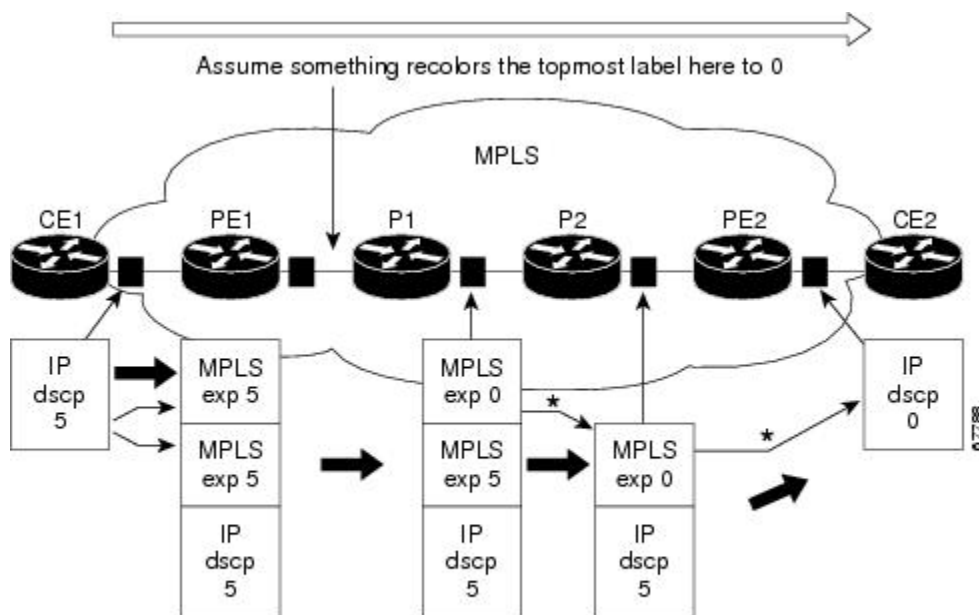 Assume something recolors the topmost label here to 0
MPLS
CE1
PE1
P1
P2
PE2
CE2
IP
dscp
5
MPLS
exp 5
MPLS
exp 5
IP
dscp
5
MPLS
exp 0
MPLS
exp 5
IP
dscp
5
*
MPLS
exp 0
IP
dscp
5
*
IP
dscp
0